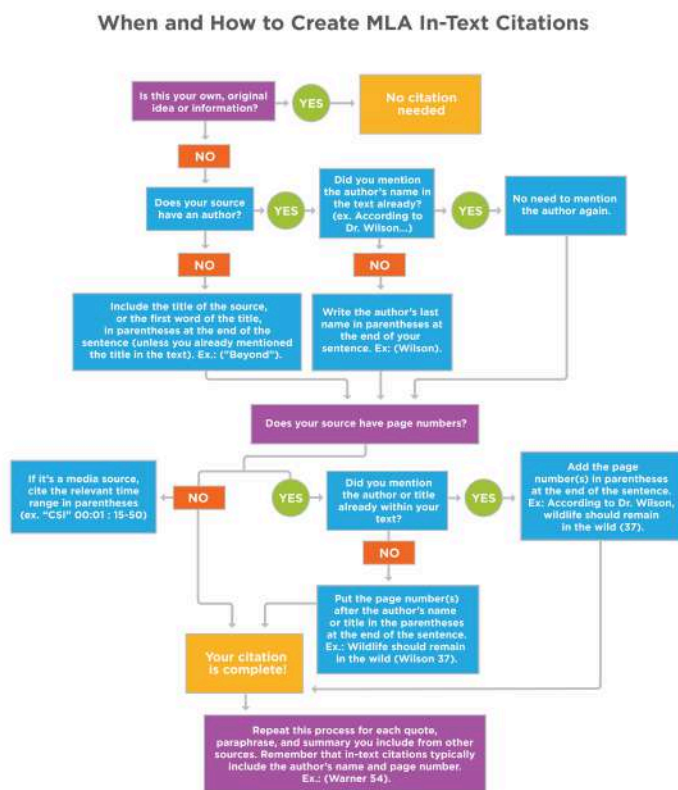 When and How to Create MLA In-Text Citations
Is this your own, original
idea or information?
YES
No citation
needed
NO
Does your source
have an author?
YES
Did you mention
the author's name in
the text already?
(ex. According to
Dr. Wilson...)
YES
No need to mention
the author again.
NO
NO
Include the title of the source,
or the first word of the title,
in parentheses at the end of the
sentence (unless you already mentioned
the title in the text). Ex.: ("Beyond").
Write the author's last
name in parentheses at
the end of your
sentence. Ex: (Wilson).
Does your source have page numbers?
If it's a media source,
cite the relevant time
range in parentheses
(ex. "CSI" 00:01 : 15-50)
NO
YES
Did you mention
the author or title
already within your
text?
YES
Add the page
number(s) in parentheses
at the end of the sentence.
Ex: According to Dr. Wilson,
wildlife should remain
in the wild (37).
NO
Put the page number(s)
after the author's name
or title in the parentheses
at the end of the sentence.
Ex.: Wildlife should remain
in the wild (Wilson 37).
Your citation
is complete!
Repeat this process for each quote,
paraphrase, and summary you include from other
sources. Remember that in-text citations typically
include the author's name and page number.
Ex.: (Warner 54).